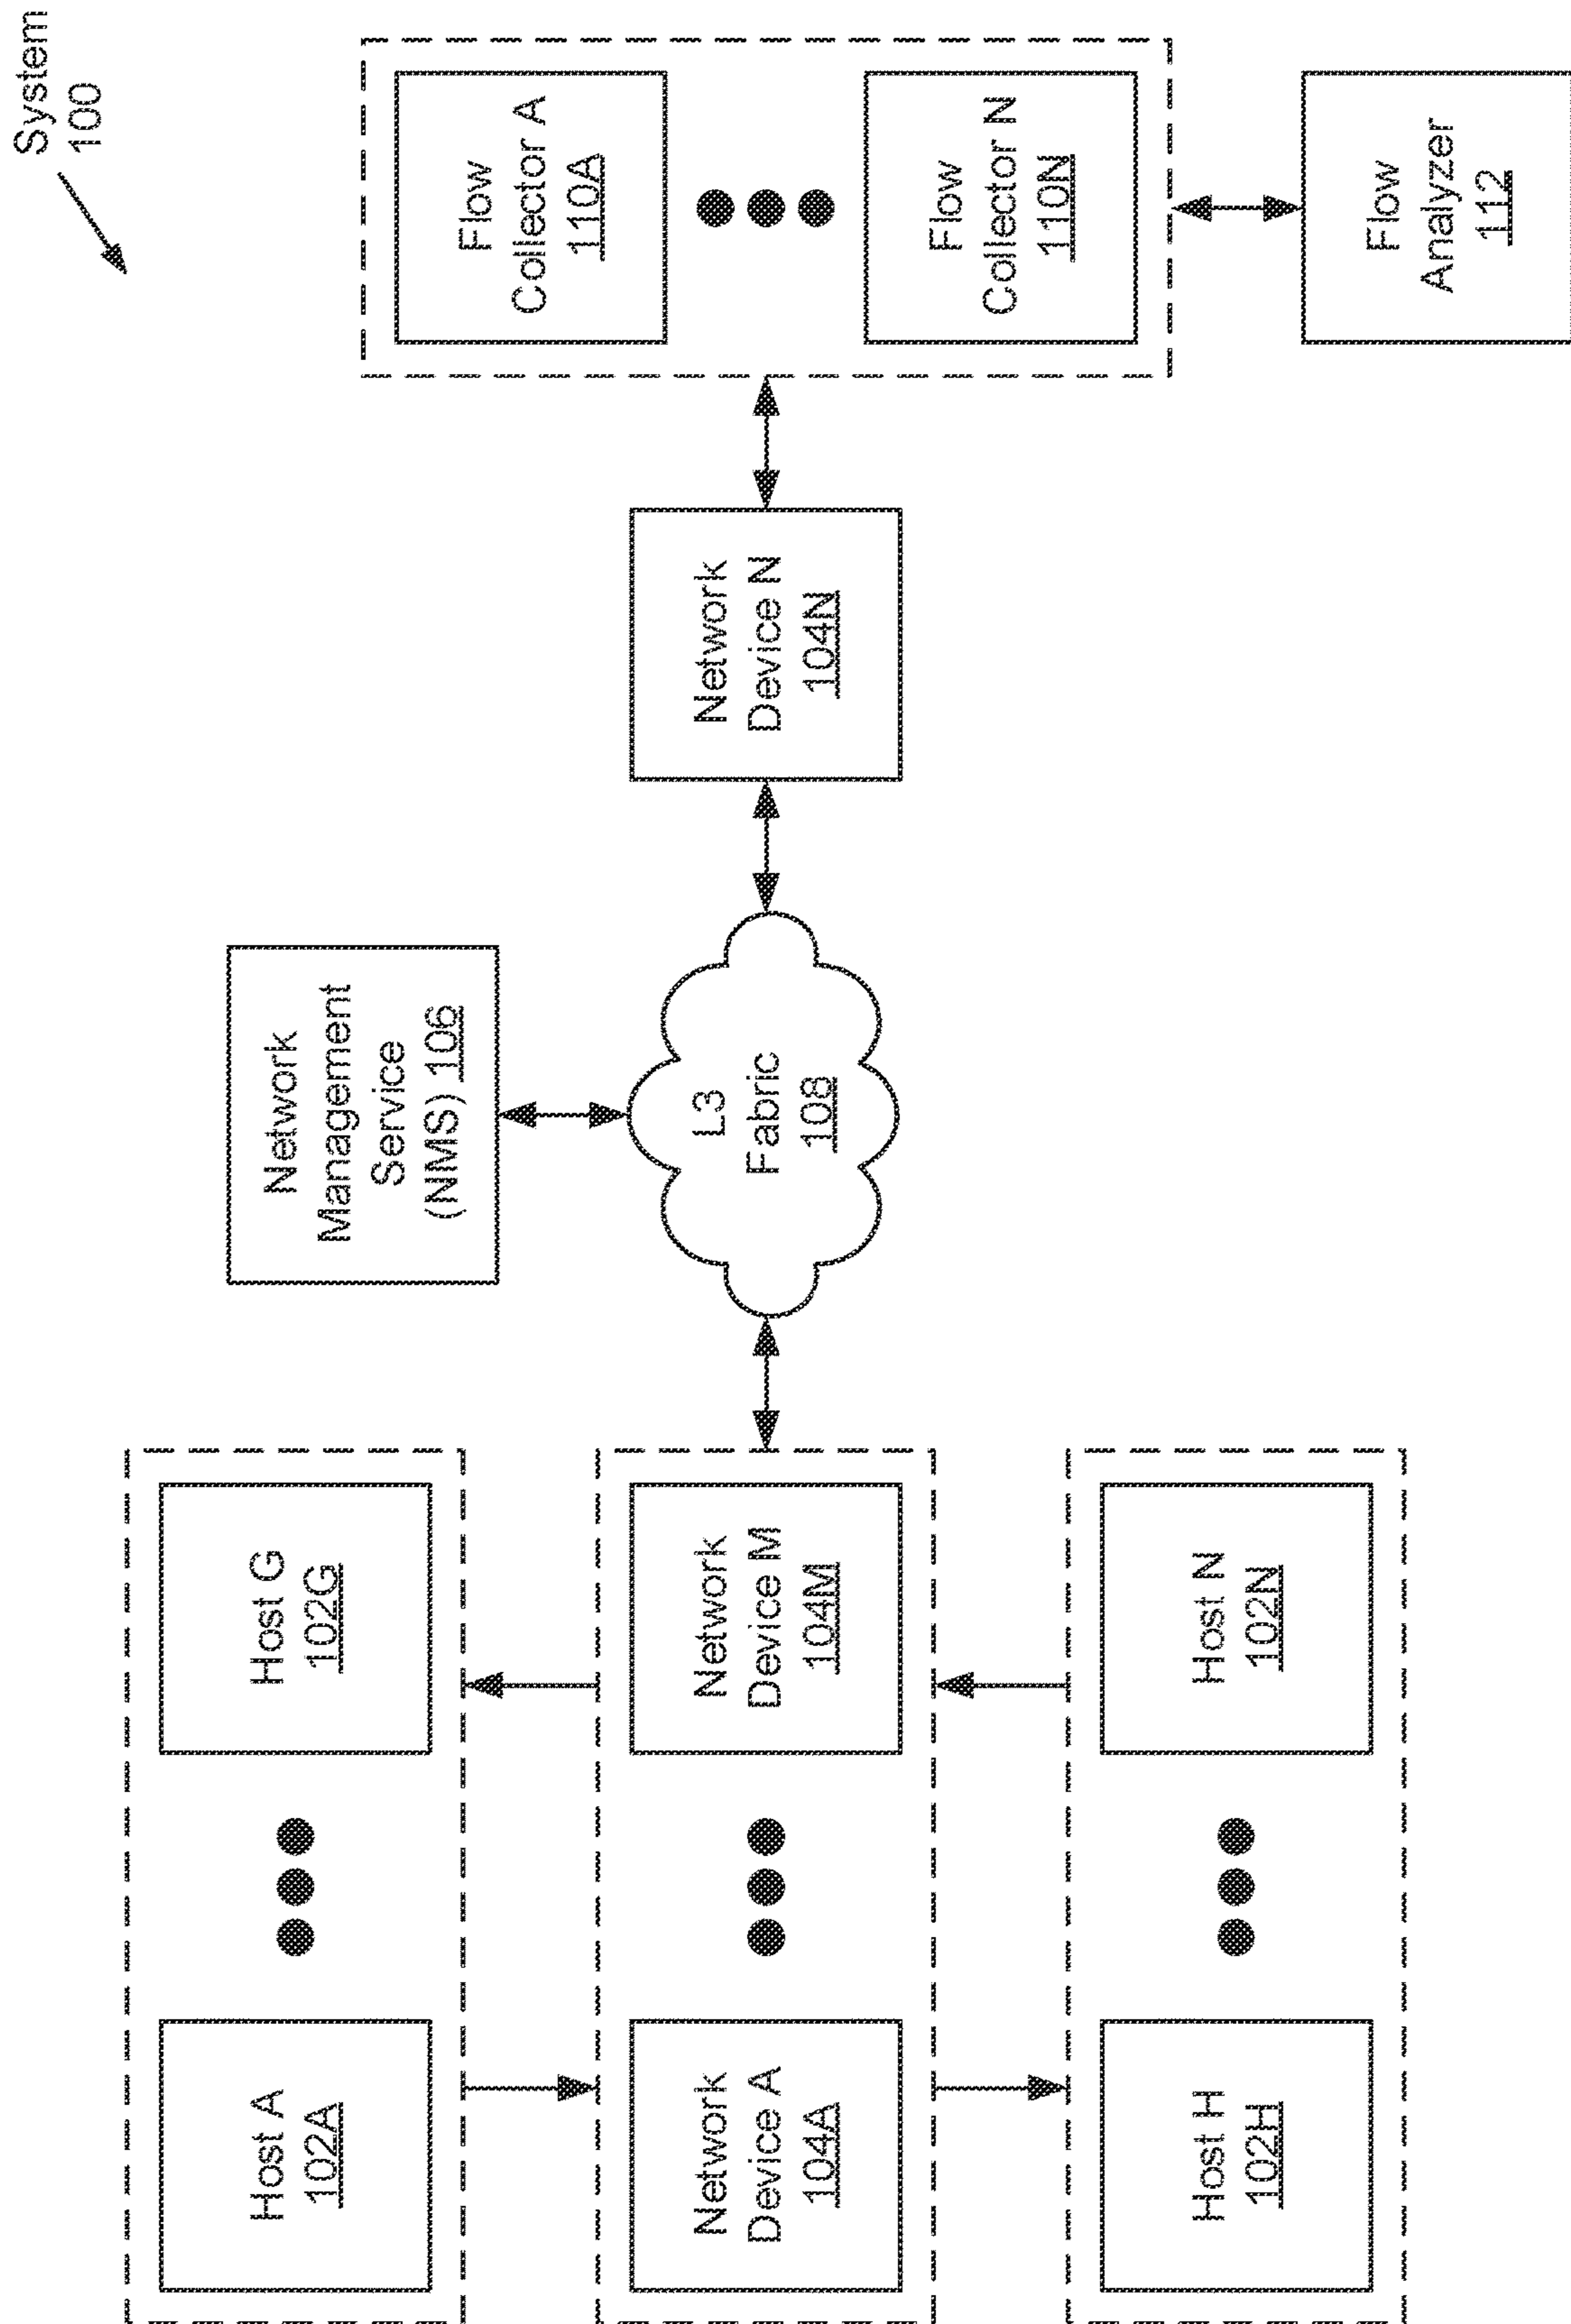 System
100
Host A
102A
Host G
102G
Network
Management
Service
(NMS) 106
Flow
Collector A
110A
Network
Device A
104A
Network
Device M
104M
L3
Fabric
108
Network
Device N
104N
Flow
Collector N
110N
Host H
102H
Host N
102N
Flow
Analyzer
112